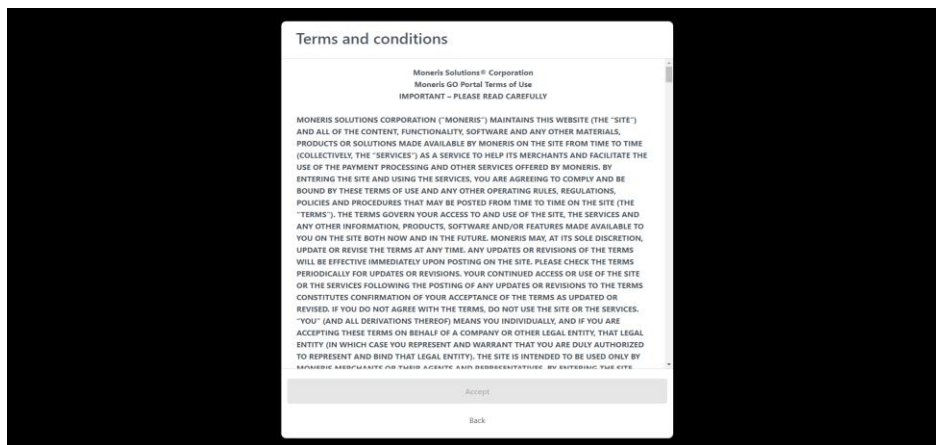 Terms and conditions
Moneris Solutions® Corporation
Moneris GO Portal Terms of Use
IMPORTANT – PLEASE READ CAREFULLY
MONERIS SOLUTIONS CORPORATION ("MONERIS") MAINTAINS THIS WEBSITE (THE "SITE")
AND ALL OF THE CONTENT, FUNCTIONALITY, SOFTWARE AND ANY OTHER MATERIALS,
PRODUCTS OR SOLUTIONS MADE AVAILABLE BY MONERIS ON THE SITE FROM TIME TO TIME
(COLLECTIVELY, THE "SERVICES") AS A SERVICE TO HELP ITS MERCHANTS AND FACILITATE THE
USE OF THE PAYMENT PROCESSING AND OTHER SERVICES OFFERED BY MONERIS. BY
ENTERING THE SITE AND USING THE SERVICES, YOU ARE AGREEING TO COMPLY AND BE
BOUND BY THESE TERMS OF USE AND ANY OTHER OPERATING RULES, REGULATIONS,
POLICIES AND PROCEDURES THAT MAY BE POSTED FROM TIME TO TIME ON THE SITE (THE
"TERMS"). THE TERMS GOVERN YOUR ACCESS TO AND USE OF THE SITE, THE SERVICES AND
ANY OTHER INFORMATION, PRODUCTS, SOFTWARE AND/OR FEATURES MADE AVAILABLE TO
YOU ON THE SITE BOTH NOW AND IN THE FUTURE. MONERIS MAY, AT ITS SOLE DISCRETION,
UPDATE OR REVISE THE TERMS AT ANY TIME. ANY UPDATES OR REVISIONS OF THE TERMS
WILL BE EFFECTIVE IMMEDIATELY UPON POSTING ON THE SITE. PLEASE CHECK THE TERMS
PERIODICALLY FOR UPDATES OR REVISIONS. YOUR CONTINUED ACCESS OR USE OF THE SITE
OR THE SERVICES FOLLOWING THE POSTING OF ANY UPDATES OR REVISIONS TO THE TERMS
CONSTITUTES CONFIRMATION OF YOUR ACCEPTANCE OF THE TERMS AS UPDATED OR
REVISED. IF YOU DO NOT AGREE WITH THE TERMS, DO NOT USE THE SITE OR THE SERVICES.
"YOU" (AND ALL DERIVATIONS THEREOF) MEANS YOU INDIVIDUALLY, AND IF YOU ARE
ACCEPTING THESE TERMS ON BEHALF OF A COMPANY OR OTHER LEGAL ENTITY, THAT LEGAL
ENTITY (IN WHICH CASE YOU REPRESENT AND WARRANT THAT YOU ARE DULY AUTHORIZED
TO REPRESENT AND BIND THAT LEGAL ENTITY). THE SITE IS INTENDED TO BE USED ONLY BY
MONERIS MERCHANTS OR THEIR AGENTS AND REPRESENTATIVES. BY ENTERING THE SITE
Accept
Back